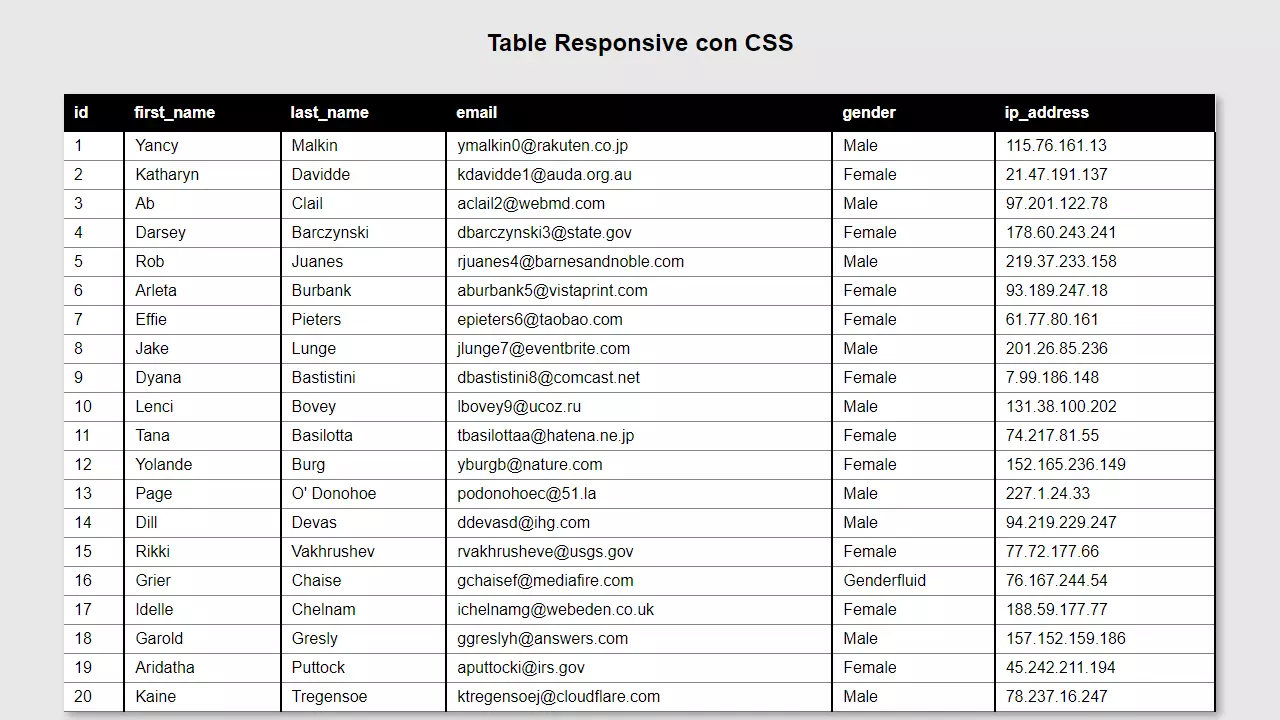 Table Responsive con CSS
id first_name last_name email gender ip_address
1 Yancy Malkin ymalkin0@rakuten.co.jp Male 115.76.161.13
2 Katharyn Davidde kdavidde1@auda.org.au Female 21.47.191.137
3 Ab Clail aclail2@webmd.com Male 97.201.122.78
4 Darsey Barczynski dbarczynski3@state.gov Female 178.60.243.241
5 Rob Juanes rjuanes4@barnesandnoble.com Male 219.37.233.158
6 Arleta Burbank aburbank5@vistaprint.com Female 93.189.247.18
7 Effie Pieters epieters6@taobao.com Female 61.77.80.161
8 Jake Lunge jlunge7@eventbrite.com Male 201.26.85.236
9 Dyana Bastistini dbastistini8@comcast.net Female 7.99.186.148
10 Lenci Bovey lbovey9@ucoz.ru Male 131.38.100.202
11 Tana Basilotta tbasilottaa@hatena.ne.jp Female 74.217.81.55
12 Yolande Burg yburgb@nature.com Female 152.165.236.149
13 Page O' Donohoe podonohoec@51.la Male 227.1.24.33
14 Dill Devas ddevasd@ihg.com Male 94.219.229.247
15 Rikki Vakhrushev rvakhrusheve@usgs.gov Female 77.72.177.66
16 Grier Chaise gchaisef@mediafire.com Genderfluid 76.167.244.54
17 Idelle Chelnam ichelnamg@webeden.co.uk Female 188.59.177.77
18 Garold Gresly ggreslyh@answers.com Male 157.152.159.186
19 Aridatha Puttock aputtocki@irs.gov Female 45.242.211.194
20 Kaine Tregensoe ktregensoej@cloudflare.com Male 78.237.16.247